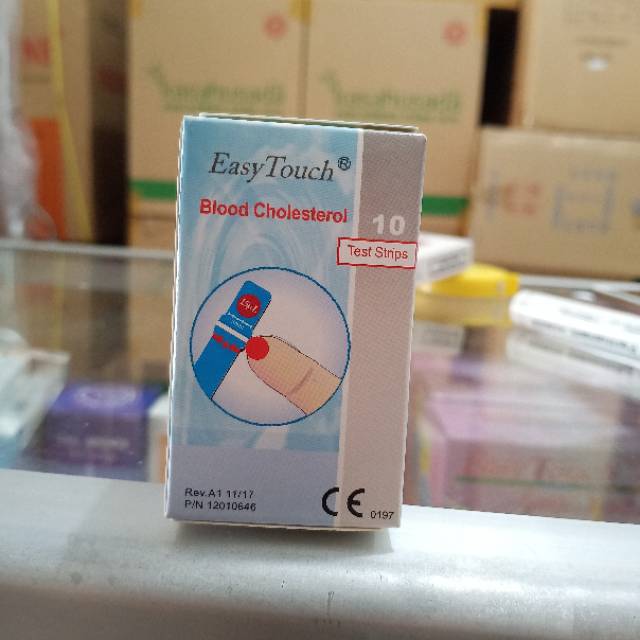 EasyTouch®
Blood Cholesterol
10
Test Strips
Rev.A1 11/17
P/N 12010646
CE 0197